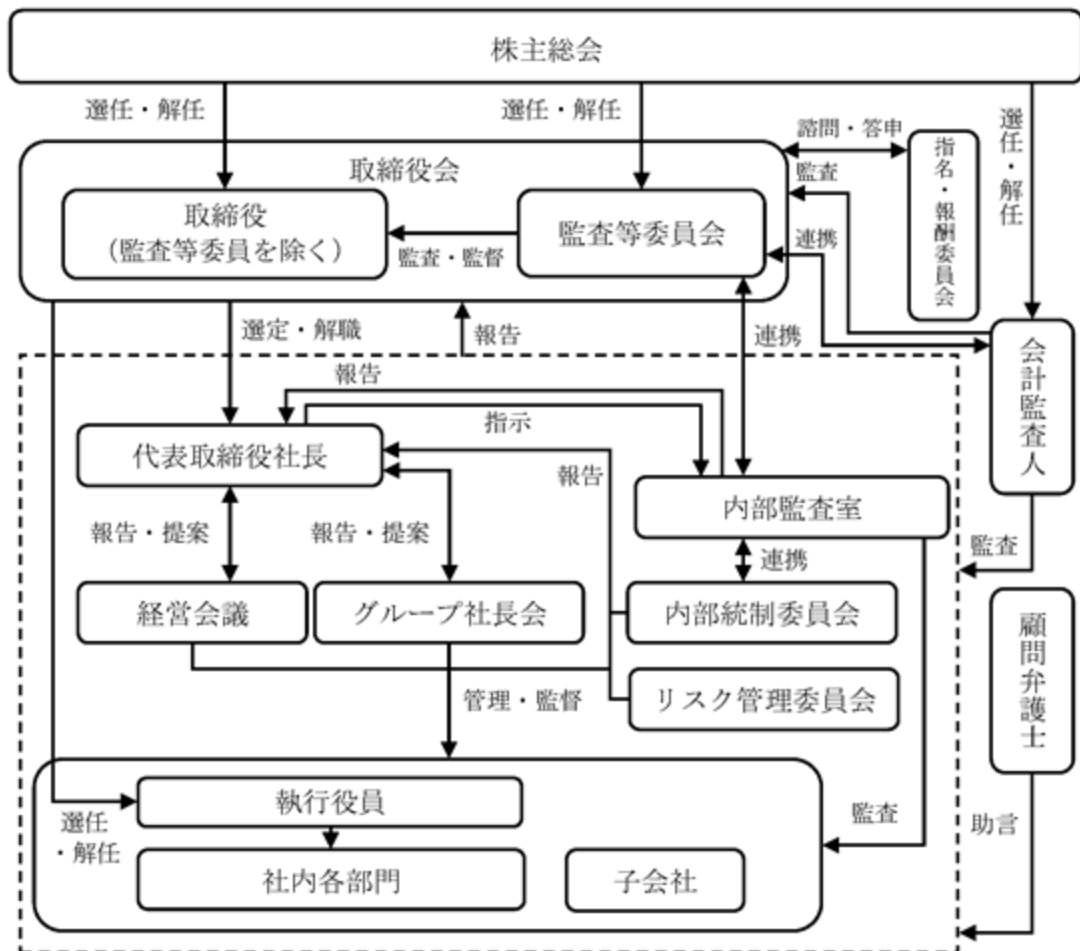 株主総会
選任・解任
選任・解任
選任・解任
取締役会
諮問・答申
指名・報酬委員会
監査
取締役
（監査等委員を除く）
監査等委員会
監査・監督
連携
選定・解職
報告
連携
会計監査人
報告
指示
代表取締役社長
報告
内部監査室
報告・提案
報告・提案
連携
監査
経営会議
グループ社長会
内部統制委員会
顧問弁護士
管理・監督
リスク管理委員会
執行役員
選任
・解任
監査
助言
社内各部門
子会社